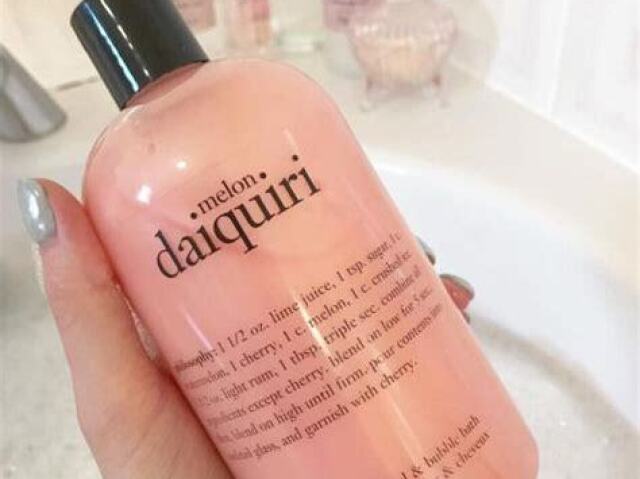 melon
daiquiri
philosophy: 1 1/2 oz. lime juice, 1 tsp. sugar, 1 c.
watermelon, 1 cherry, 1 c. melon, 1 c. crushed ice,
1/2 oz. light rum, 1 tbsp. triple sec. combine all
ingredients except cherry. blend on low for 5 sec.
then, blend on high until firm. pour contents into
cocktail glass, and garnish with cherry.
& bubble bath
& cheveux